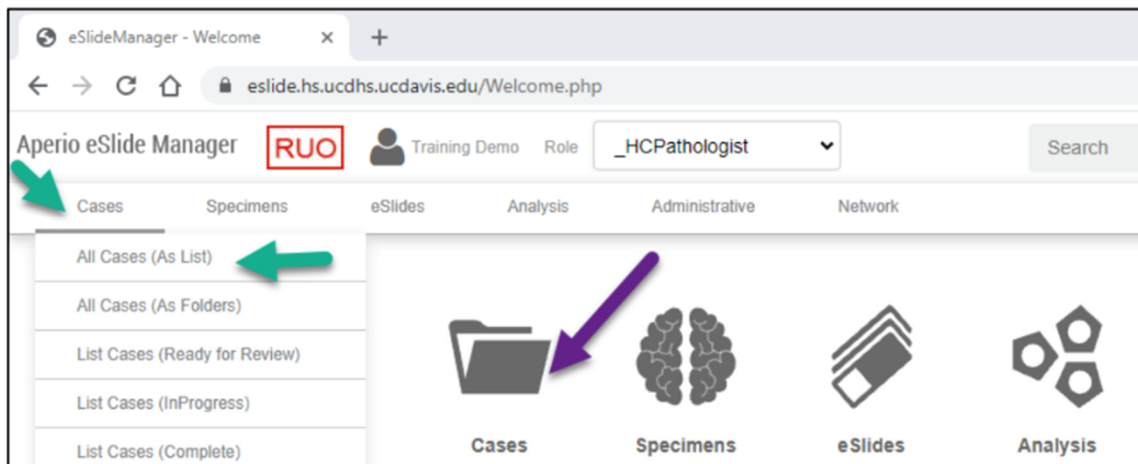 eSlideManager - Welcome
eslide.hs.ucdhs.ucdavis.edu/Welcome.php
Aperio eSlide Manager RUO Training Demo Role _HCPathologist Search
Cases Specimens eSlides Analysis Administrative Network
All Cases (As List)
All Cases (As Folders)
List Cases (Ready for Review)
List Cases (InProgress)
List Cases (Complete)
Cases Specimens eSlides Analysis